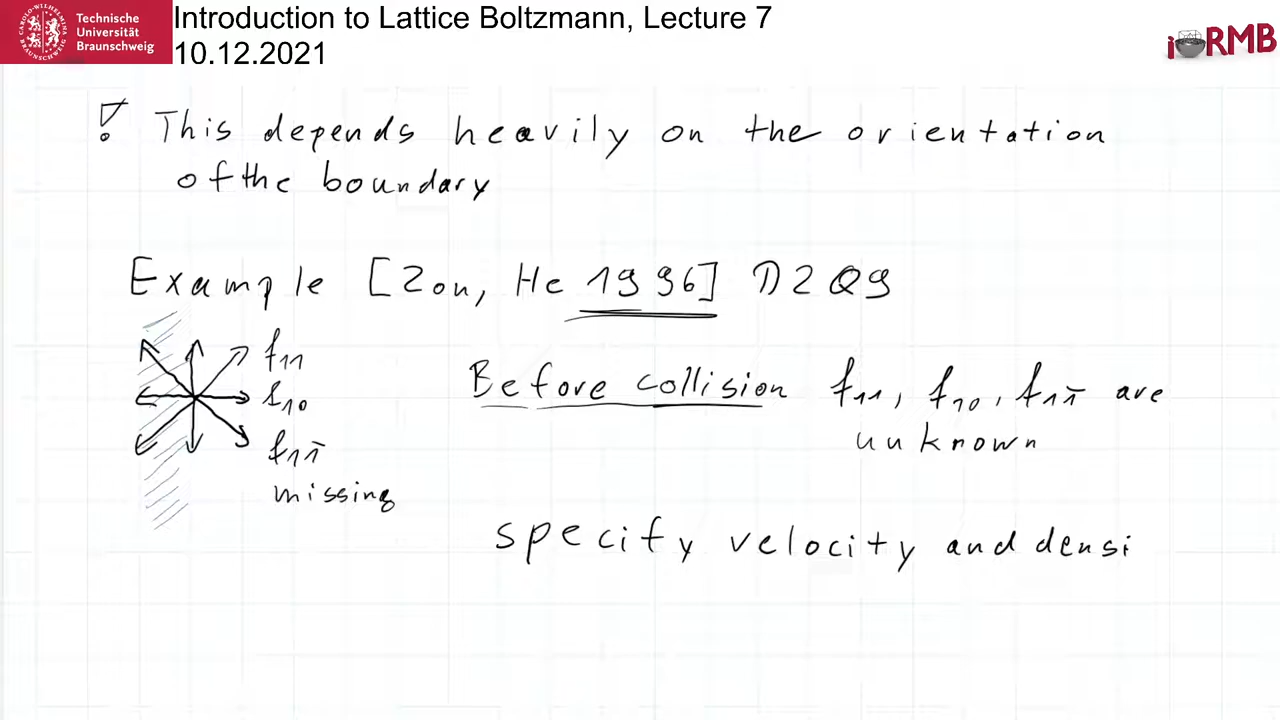 Technische
Universität
Braunschweig
Introduction to Lattice Boltzmann, Lecture 7
10.12.2021
iRMB
! This depends heavily on the orientation
of the boundary
Example [Zou, He 1996] D2Q9
f₁₁
f₁₀
f₁₁̄
missing
Before collision f₁₁, f₁₀, f₁₁̄ are
unknown
specify velocity and densi